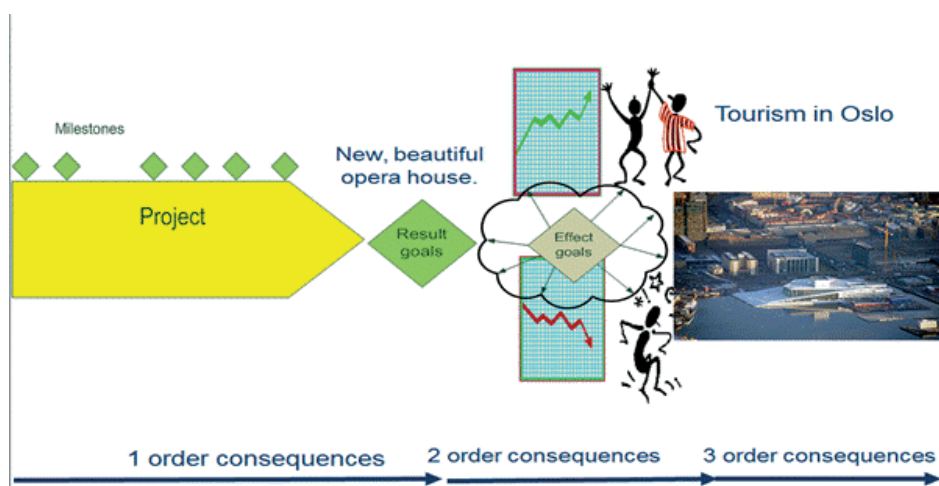 Milestones
Project
New, beautiful
opera house.
Result
goals
Effect
goals
Tourism in Oslo
1 order consequences
2 order consequences
3 order consequences